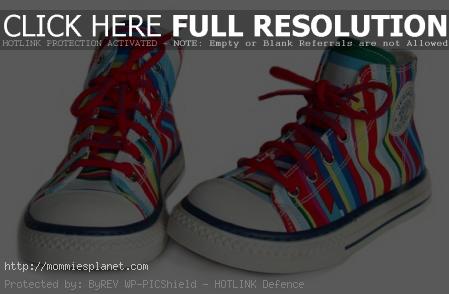 CLICK HERE FULL RESOLUTION
HOTLINK PROTECTION ACTIVATED - NOTE: Empty or Blank Referrals are not Allowed
http://mommiesplanet.com
Protected by: ByREV WP-PICShield - HOTLINK Defence